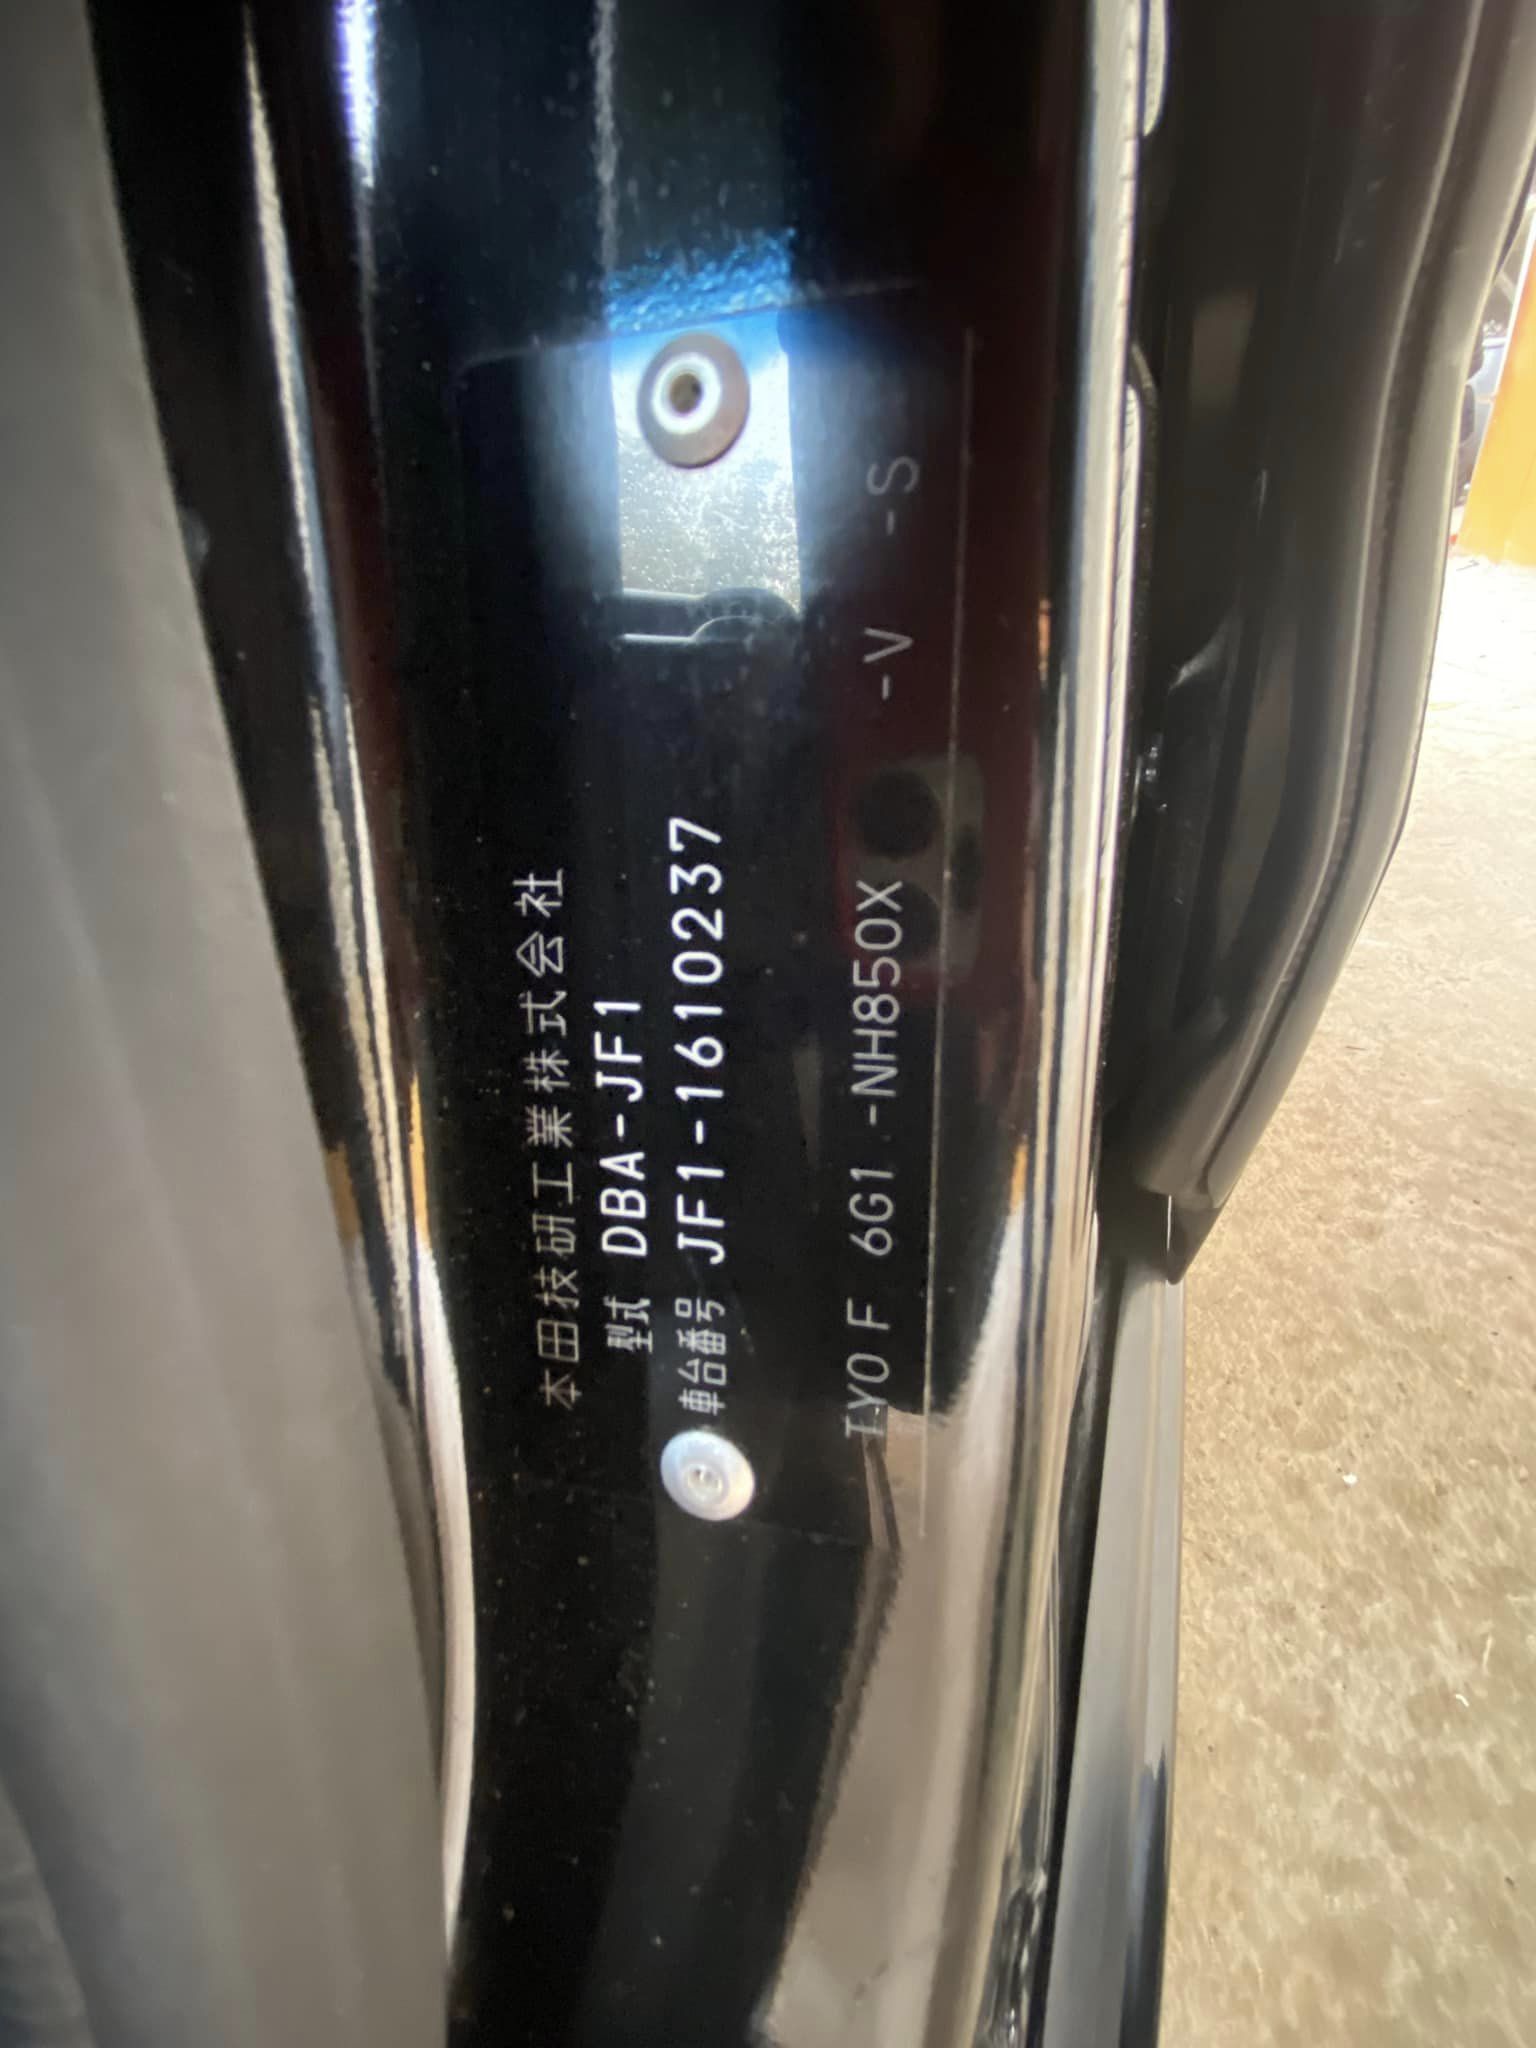 本田技研工業株式会社
型式 DBA-JF1
車台番号 JF1-1610237
TYO F 6G1 -NH850X -V -S